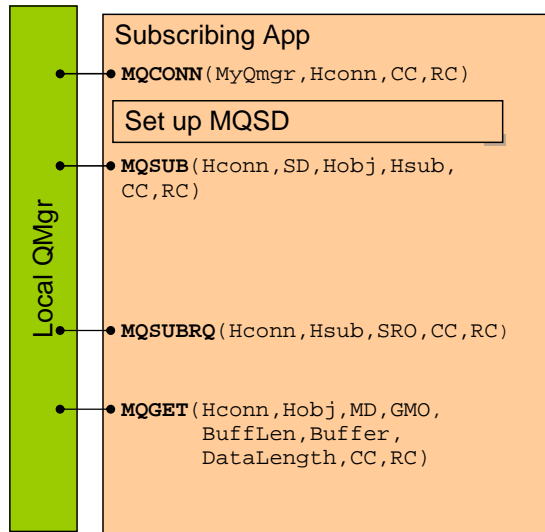 Local QMgr
Subscribing App
MQCONN(MyQmgr,Hconn,CC,RC)
Set up MQSD
MQSUB(Hconn,SD,Hobj,Hsub,
CC,RC)
MQSUBRQ(Hconn,Hsub,SRO,CC,RC)
MQGET(Hconn,Hobj,MD,GMO,
BuffLen,Buffer,
DataLength,CC,RC)